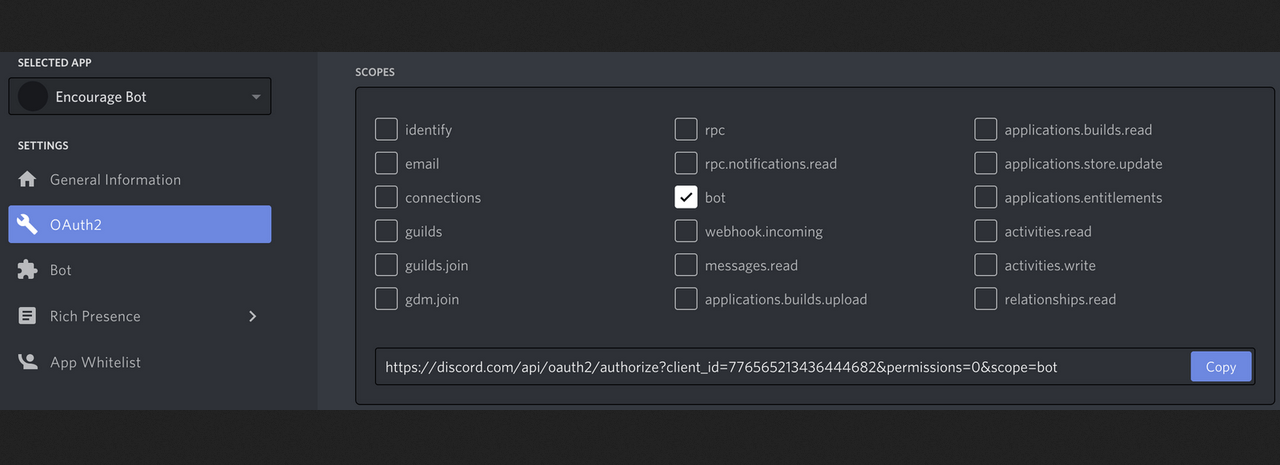 SELECTED APP
Encourage Bot
SETTINGS
General Information
OAuth2
Bot
Rich Presence
App Whitelist
SCOPES
identify
email
connections
guilds
guilds.join
gdm.join
rpc
rpc.notifications.read
bot
webhook.incoming
messages.read
applications.builds.upload
applications.builds.read
applications.store.update
applications.entitlements
activities.read
activities.write
relationships.read
https://discord.com/api/oauth2/authorize?client_id=776565213436444682&permissions=0&scope=bot
Copy